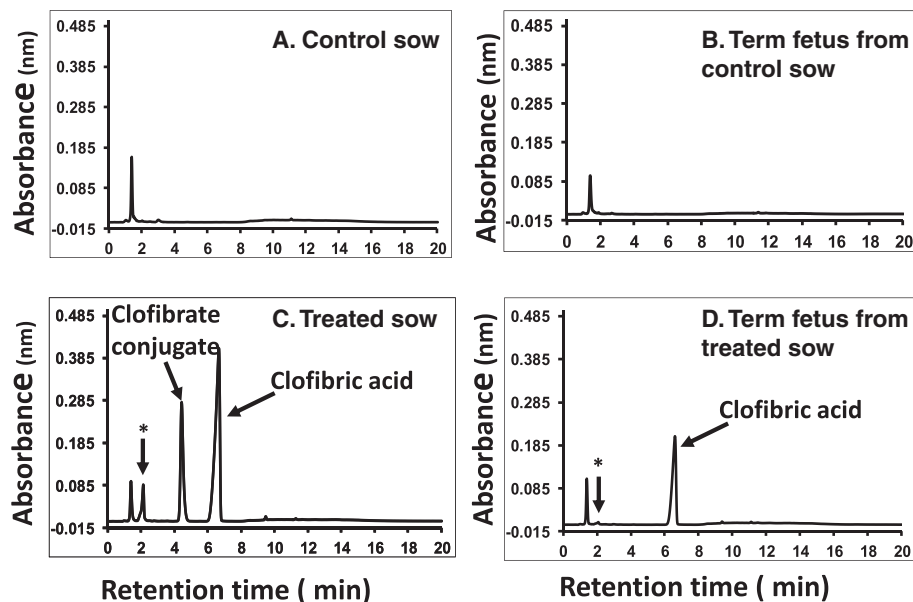 A. Control sow
Absorbance (nm)
0.485
0.385
0.285
0.185
0.085
-0.015
0 2 4 6 8 10 12 14 16 18 20
B. Term fetus from
control sow
Absorbance (nm)
0.485
0.385
0.285
0.185
0.085
-0.015
0 2 4 6 8 10 12 14 16 18 20
C. Treated sow
Clofibrate
conjugate
Clofibric acid
*
Absorbance (nm)
0.485
0.385
0.285
0.185
0.085
-0.015
0 2 4 6 8 10 12 14 16 18 20
Retention time ( min)
D. Term fetus from
treated sow
Clofibric acid
*
Absorbance (nm)
0.485
0.385
0.285
0.185
0.085
-0.015
0 2 4 6 8 10 12 14 16 18 20
Retention time ( min)